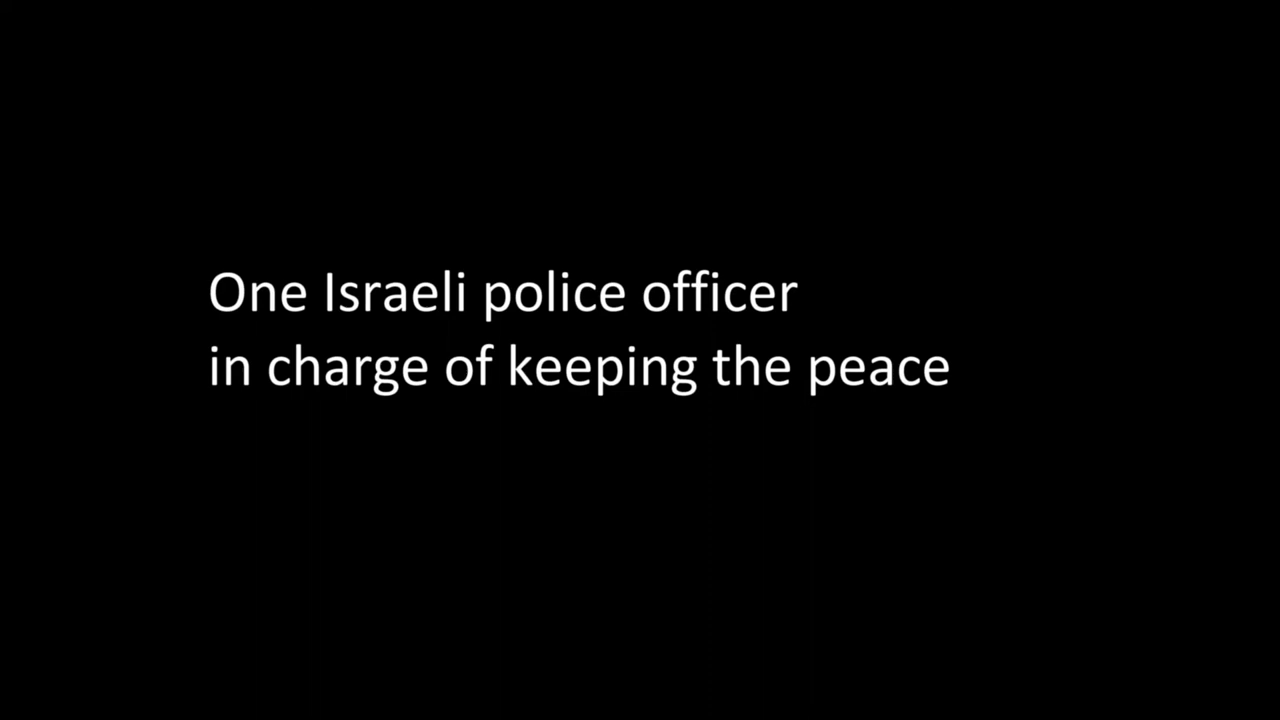 One Israeli police officer
in charge of keeping the peace